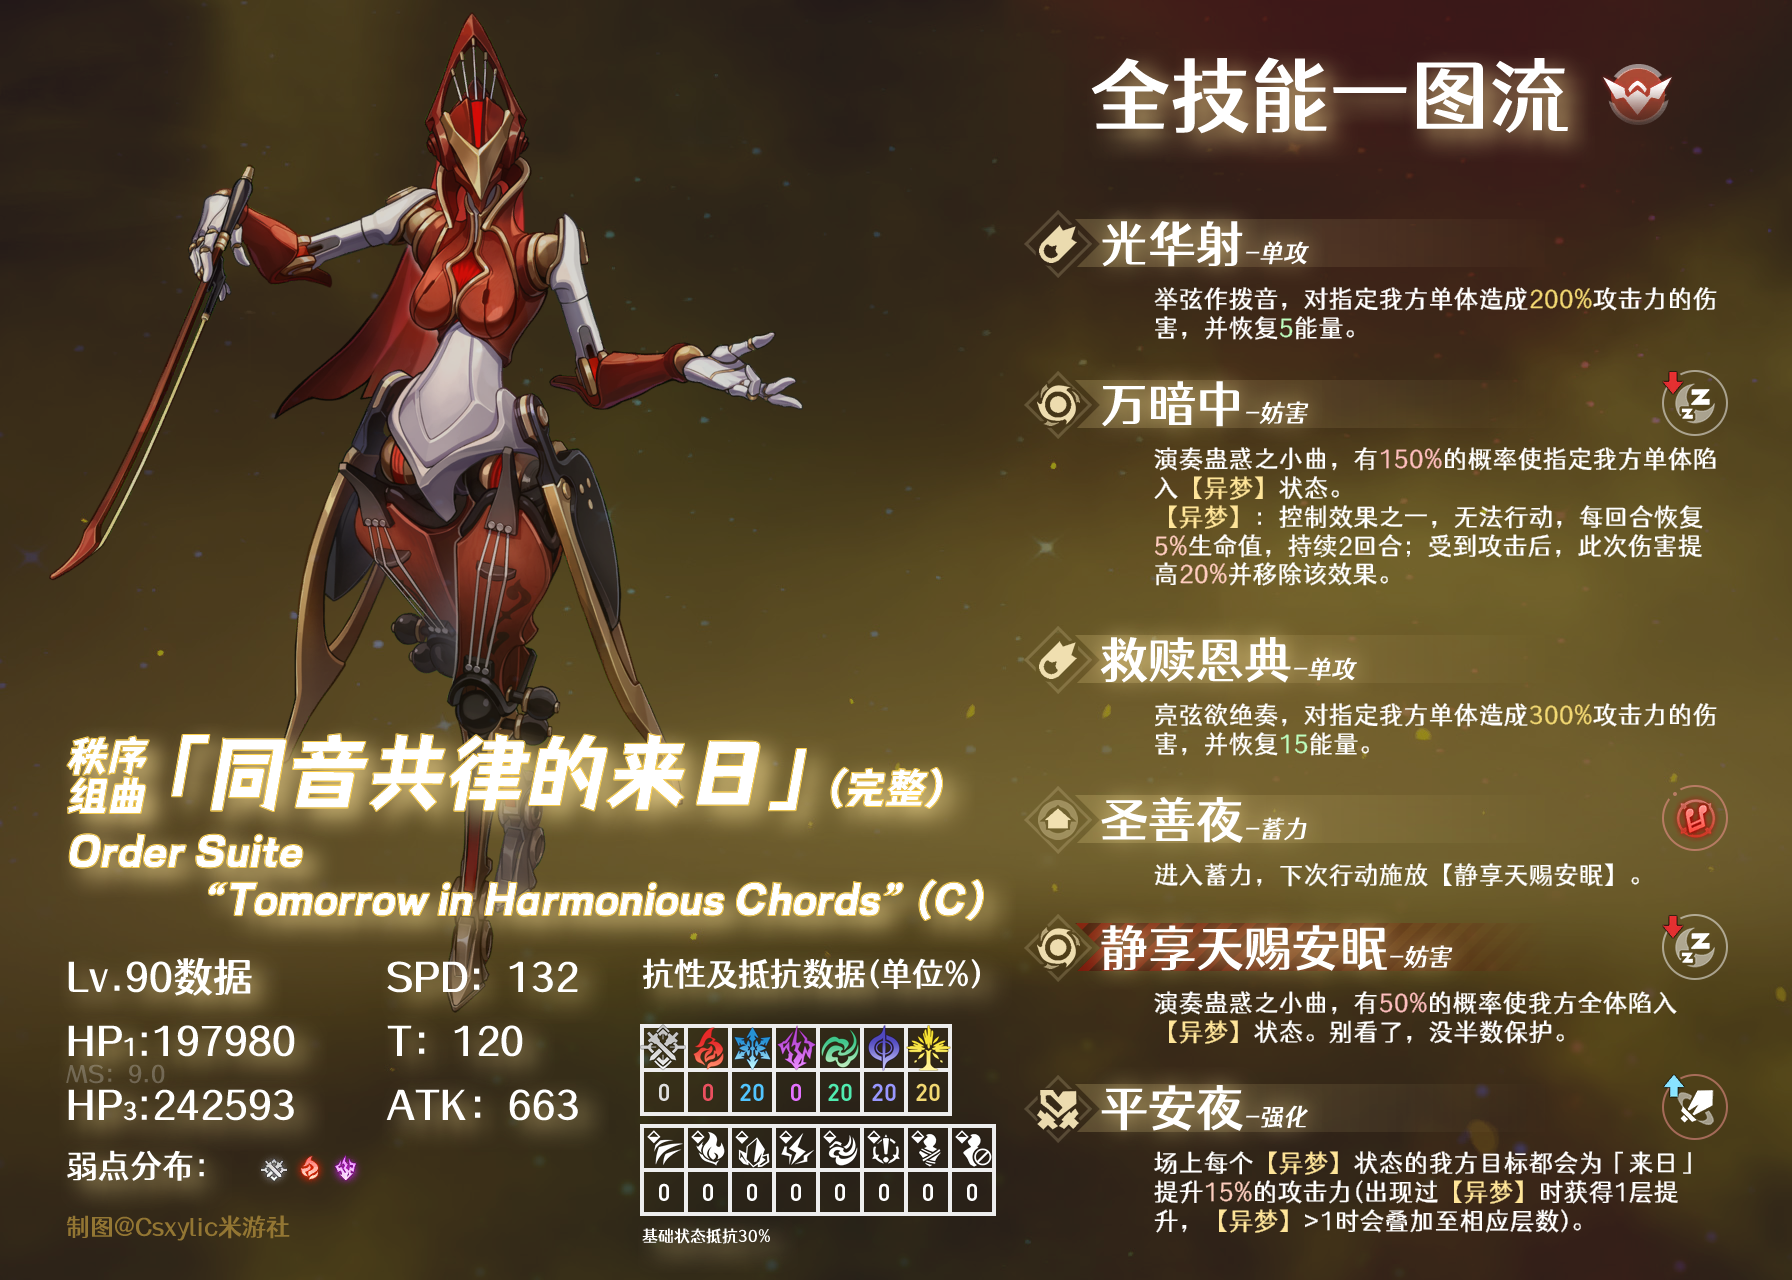 全技能一图流
光华射-单攻
举弦作拨音，对指定我方单体造成200%攻击力的伤
害，并恢复5能量。
万暗中-妨害
演奏蛊惑之小曲，有150%的概率使指定我方单体陷
入【异梦】状态。
【异梦】：控制效果之一，无法行动，每回合恢复
5%生命值，持续2回合；受到攻击后，此次伤害提
高20%并移除该效果。
救赎恩典-单攻
亮弦欲绝奏，对指定我方单体造成300%攻击力的伤
害，并恢复15能量。
圣善夜-蓄力
进入蓄力，下次行动施放【静享天赐安眠】。
静享天赐安眠-妨害
演奏蛊惑之小曲，有50%的概率使我方全体陷入
【异梦】状态。别看了，没半数保护。
平安夜-强化
场上每个【异梦】状态的我方目标都会为「来日」
提升15%的攻击力(出现过【异梦】时获得1层提
升，【异梦】>1时会叠加至相应层数)。
秩序组曲「同音共律的来日」(完整)
Order Suite
“Tomorrow in Harmonious Chords” (C)
Lv.90数据
SPD: 132
HP1:197980
T: 120
MS: 9.0
HP3:242593
ATK: 663
弱点分布:
抗性及抵抗数据(单位%)
0 0 20 0 20 20 20
0 0 0 0 0 0 0 0
基础状态抵抗30%
制图@Csxylic米游社